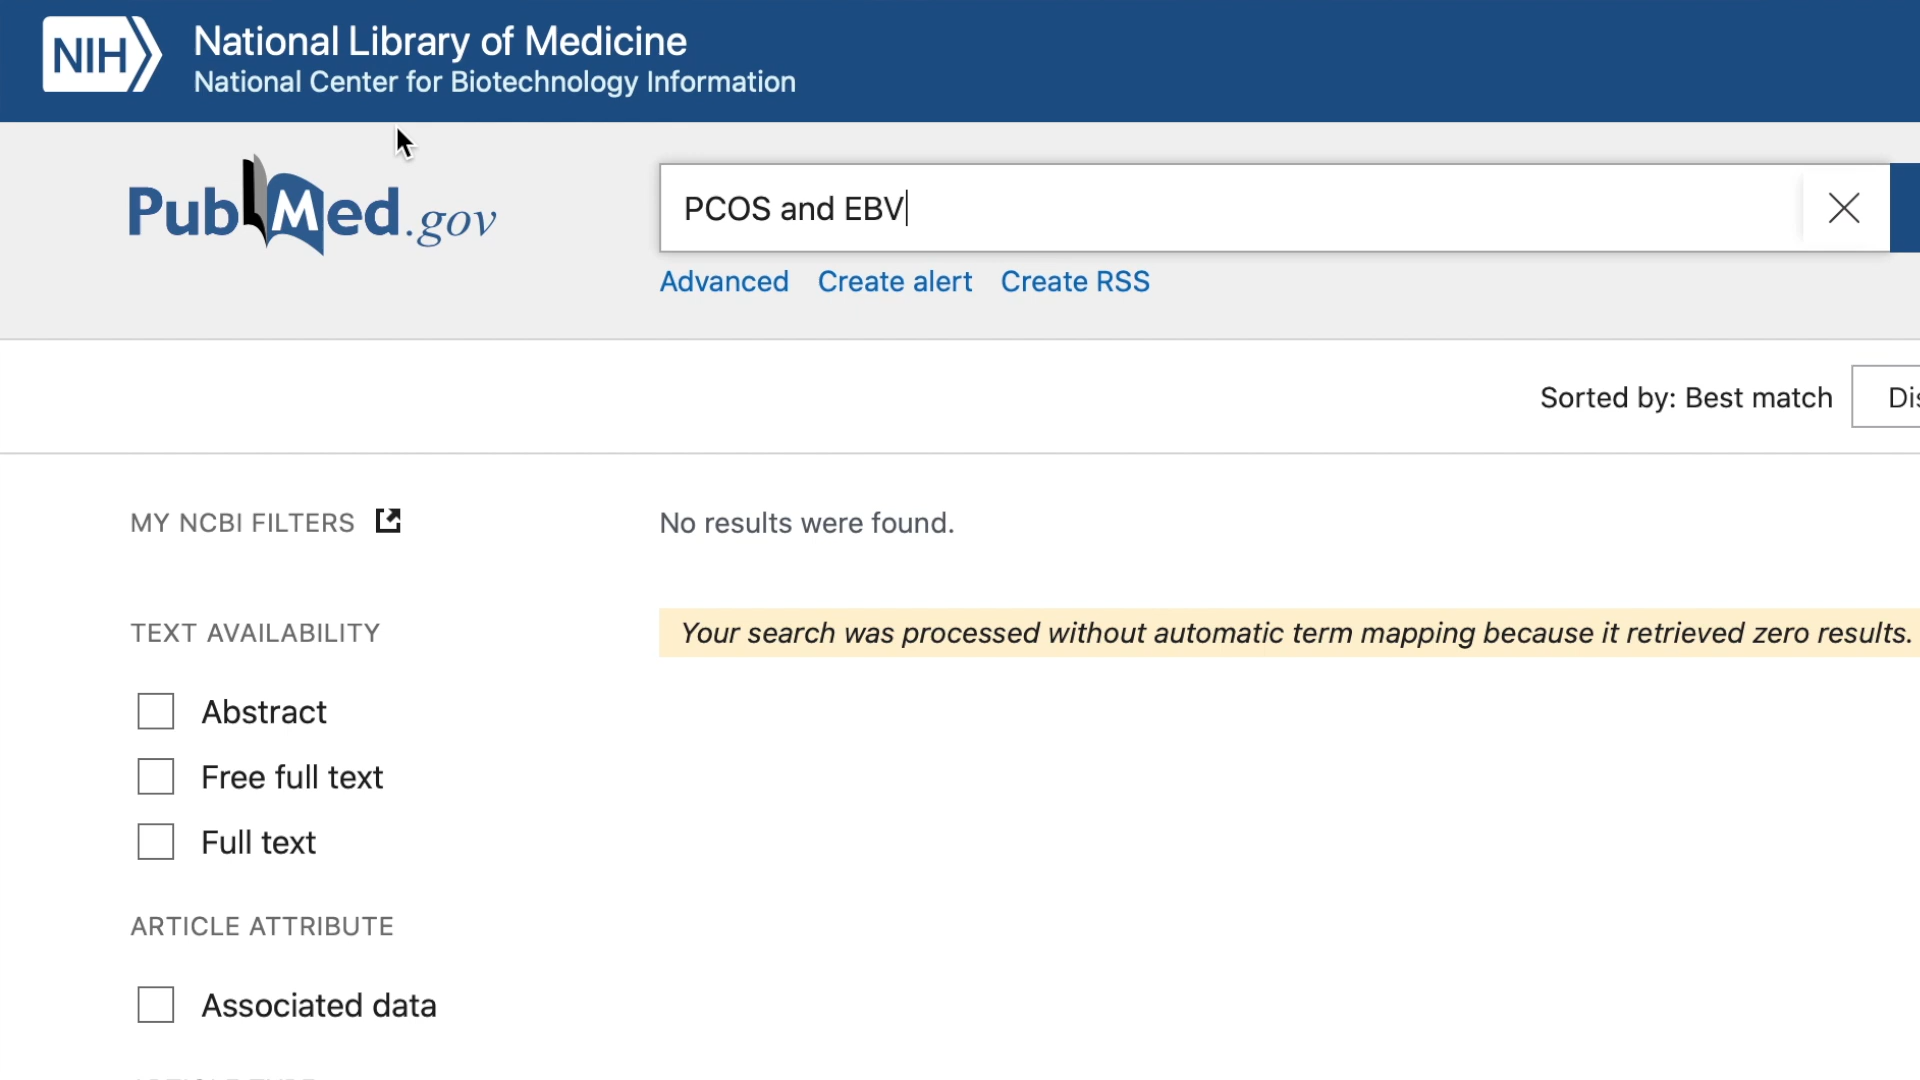 NIH
National Library of Medicine
National Center for Biotechnology Information
PubMed.gov
PCOS and EBV
Advanced Create alert Create RSS
Sorted by: Best match
MY NCBI FILTERS
No results were found.
TEXT AVAILABILITY
Your search was processed without automatic term mapping because it retrieved zero results.
Abstract
Free full text
Full text
ARTICLE ATTRIBUTE
Associated data